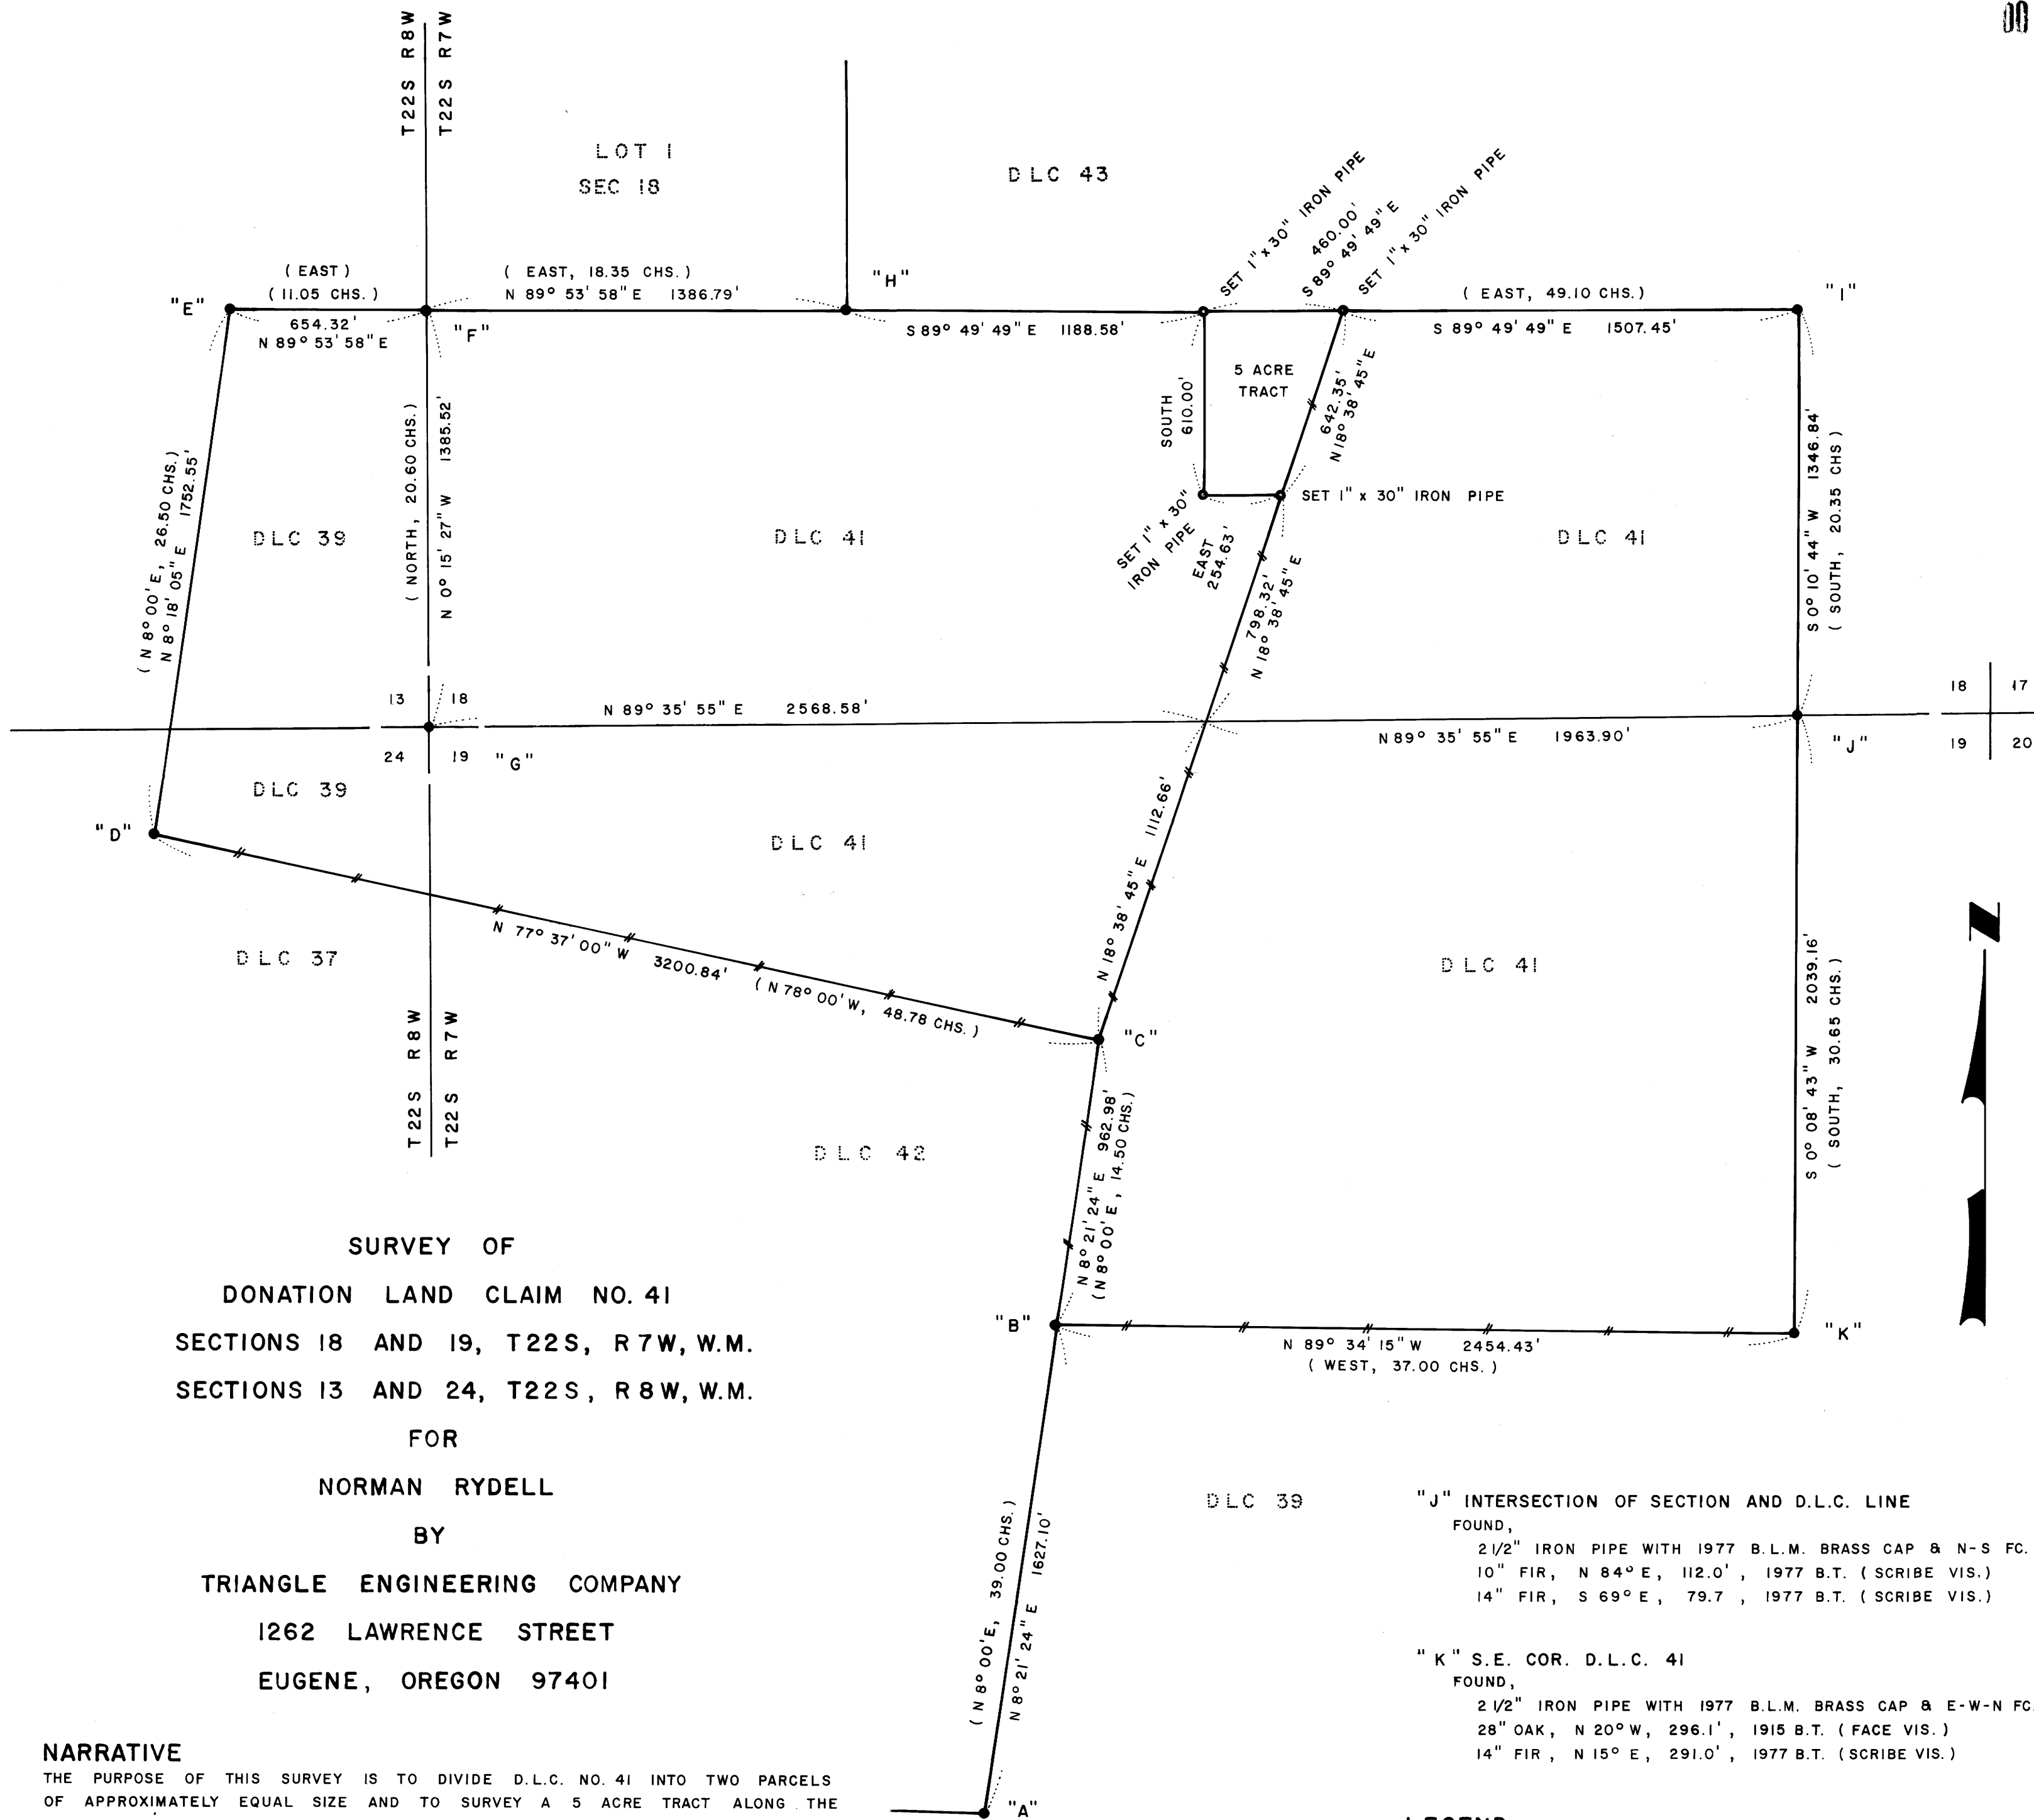 00
T22S R8W
T22S R7W
LOT 1
SEC 18
DLC 43
SET 1" x 30" IRON PIPE
460.00'
S 89° 49' 49" E
SET 1" x 30" IRON PIPE
( EAST )
( 11.05 CHS. )
( EAST, 18.35 CHS. )
N 89° 53' 58" E 1386.79'
"H"
( EAST, 49.10 CHS. )
"I"
"E"
654.32'
N 89° 53' 58" E
"F"
S 89° 49' 49" E 1188.58'
S 89° 49' 49" E 1507.45'
5 ACRE
TRACT
SOUTH
610.00'
642.35'
N 18° 38' 45" E
( NORTH, 20.60 CHS. )
N 0° 15' 27" W 1385.52'
( N 8° 00' E, 26.50 CHS. )
N 8° 18' 05" E 1752.55'
S 0° 10' 44" W 1346.84'
( SOUTH, 20.35 CHS )
SET 1" x 30" IRON PIPE
SET 1" x 30"
IRON PIPE
EAST
254.63'
DLC 39
DLC 41
DLC 41
798.32'
N 18° 38' 45" E
13 18
18 17
N 89° 35' 55" E 2568.58'
N 89° 35' 55" E 1963.90'
"J"
24 19
"G"
19 20
DLC 39
"D"
DLC 41
N 18° 38' 45" E 1112.66'
N 77° 37' 00" W 3200.84' ( N 78° 00' W, 48.78 CHS. )
DLC 37
DLC 41
N
S 0° 08' 43" W 2039.16'
( SOUTH, 30.65 CHS. )
T22S R8W
T22S R7W
"C"
DLC 42
N 8° 21' 24" E 962.98'
( N 8° 00' E, 14.50 CHS. )
SURVEY OF
DONATION LAND CLAIM NO. 41
SECTIONS 18 AND 19, T22S, R7W, W.M.
SECTIONS 13 AND 24, T22S, R8W, W.M.
FOR
NORMAN RYDELL
BY
TRIANGLE ENGINEERING COMPANY
1262 LAWRENCE STREET
EUGENE, OREGON 97401
"B"
N 89° 34' 15" W 2454.43'
( WEST, 37.00 CHS. )
"K"
DLC 39
( N 8° 00' E, 39.00 CHS. )
N 8° 21' 24" E 1627.10'
"J" INTERSECTION OF SECTION AND D.L.C. LINE
FOUND,
2 1/2" IRON PIPE WITH 1977 B.L.M. BRASS CAP & N-S FC.
10" FIR, N 84° E, 112.0', 1977 B.T. ( SCRIBE VIS. )
14" FIR, S 69° E, 79.7 , 1977 B.T. ( SCRIBE VIS. )
"K" S.E. COR. D.L.C. 41
FOUND,
2 1/2" IRON PIPE WITH 1977 B.L.M. BRASS CAP & E-W-N FC.
28" OAK, N 20° W, 296.1', 1915 B.T. ( FACE VIS. )
14" FIR, N 15° E, 291.0', 1977 B.T. ( SCRIBE VIS. )
NARRATIVE
THE PURPOSE OF THIS SURVEY IS TO DIVIDE D.L.C. NO. 41 INTO TWO PARCELS
OF APPROXIMATELY EQUAL SIZE AND TO SURVEY A 5 ACRE TRACT ALONG THE
"A"
LEGEND